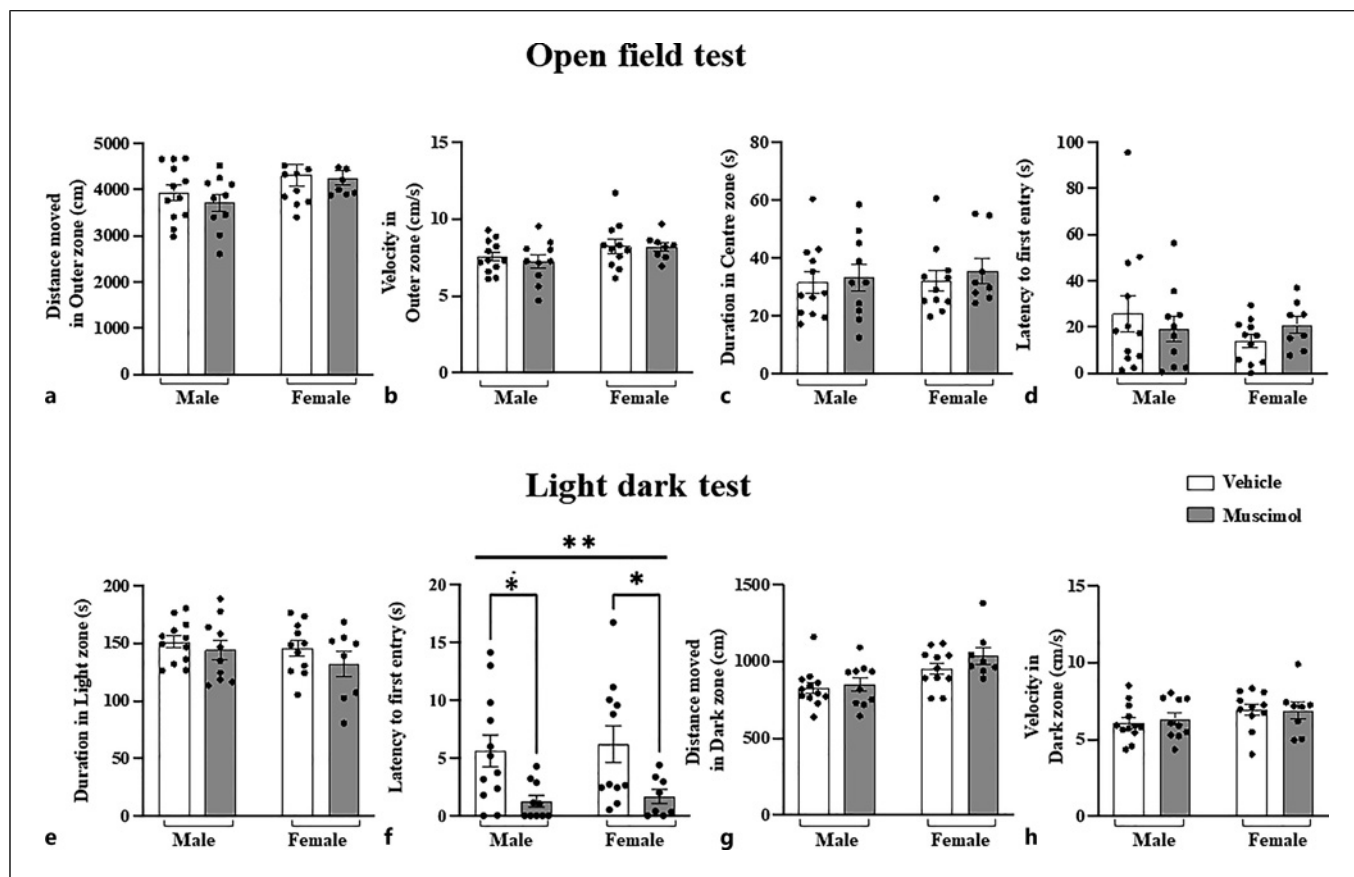 Open field test
Distance moved
in Outer zone (cm)
5000
4000
3000
2000
1000
0
Male
Female
a
Velocity in
Outer zone (cm/s)
15
10
5
0
Male
Female
b
Duration in Centre zone (s)
80
60
40
20
0
Male
Female
c
Latency to first entry (s)
100
80
60
40
20
0
Male
Female
d
Light dark test
Vehicle
Muscimol
Duration in Light zone (s)
200
150
100
50
0
Male
Female
e
Latency to first entry (s)
20
15
10
5
0
**
*
*
Male
Female
f
Distance moved
in Dark zone (cm)
1500
1000
500
0
Male
Female
g
Velocity in
Dark zone (cm/s)
15
10
5
0
Male
Female
h